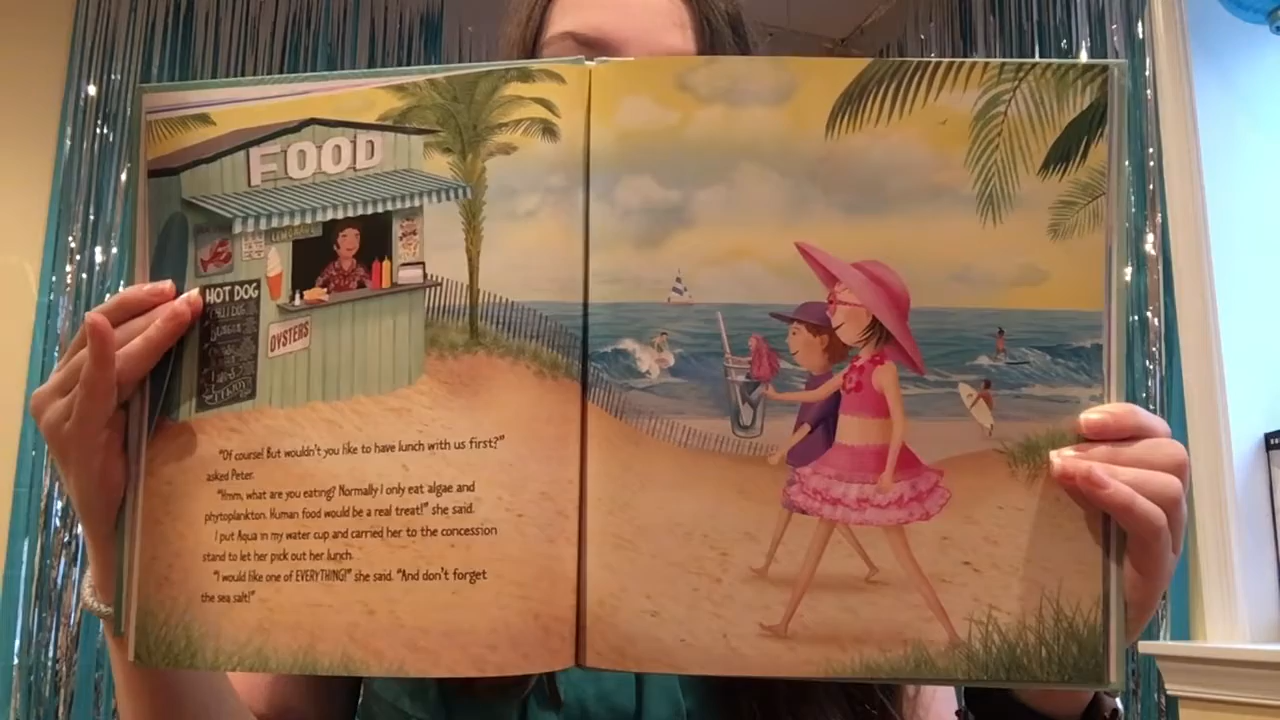 FOOD
LEMONADE
HOT DOG
CHILI DOG
OYSTERS
"Of course! But wouldn't you like to have lunch with us first?"
asked Peter.
"Hmm, what are you eating? Normally I only eat algae and
phytoplankton. Human food would be a real treat!" she said.
I put Aqua in my water cup and carried her to the concession
stand to let her pick out her lunch.
"I would like one of EVERYTHING!" she said. "And don't forget
the sea salt!"